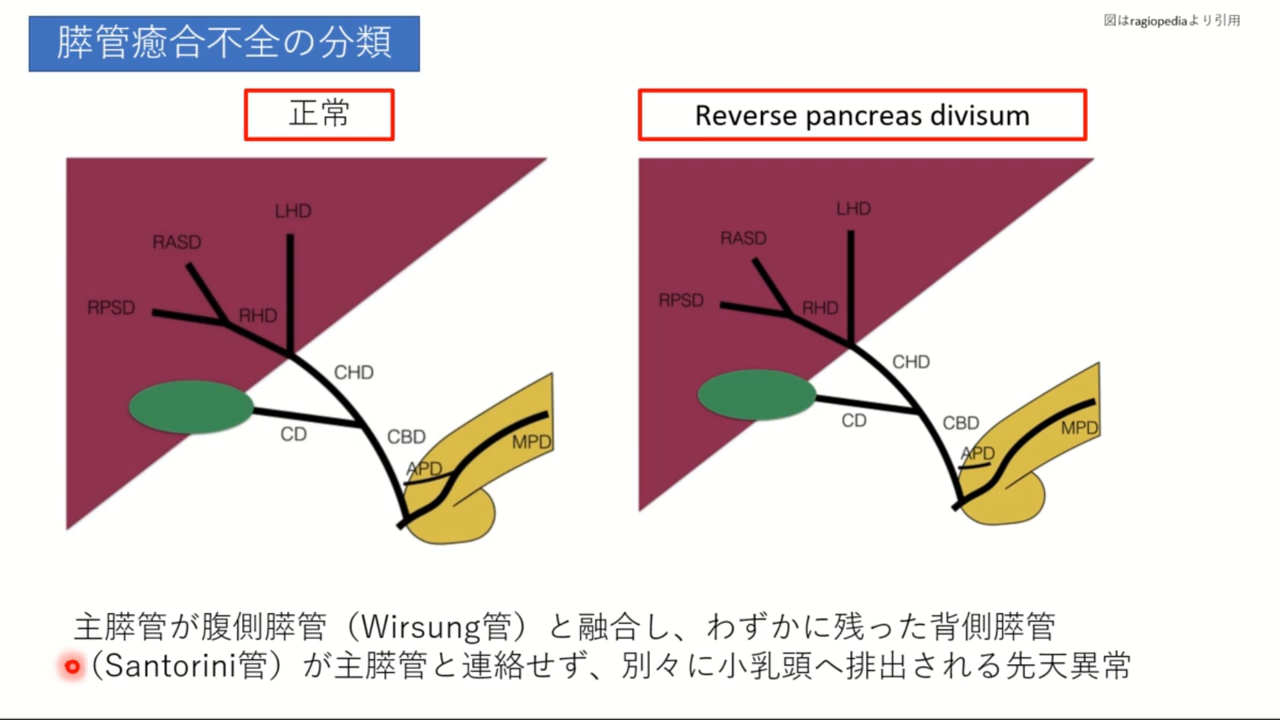 図はragiopediaより引用
膵管癒合不全の分類
正常
Reverse pancreas divisum
LHD
RASD
RPSD
RHD
CHD
CD
CBD
APD
MPD
LHD
RASD
RPSD
RHD
CHD
CD
CBD
APD
MPD
主膵管が腹側膵管（Wirsung管）と融合し、わずかに残った背側膵管
（Santorini管）が主膵管と連絡せず、別々に小乳頭へ排出される先天異常